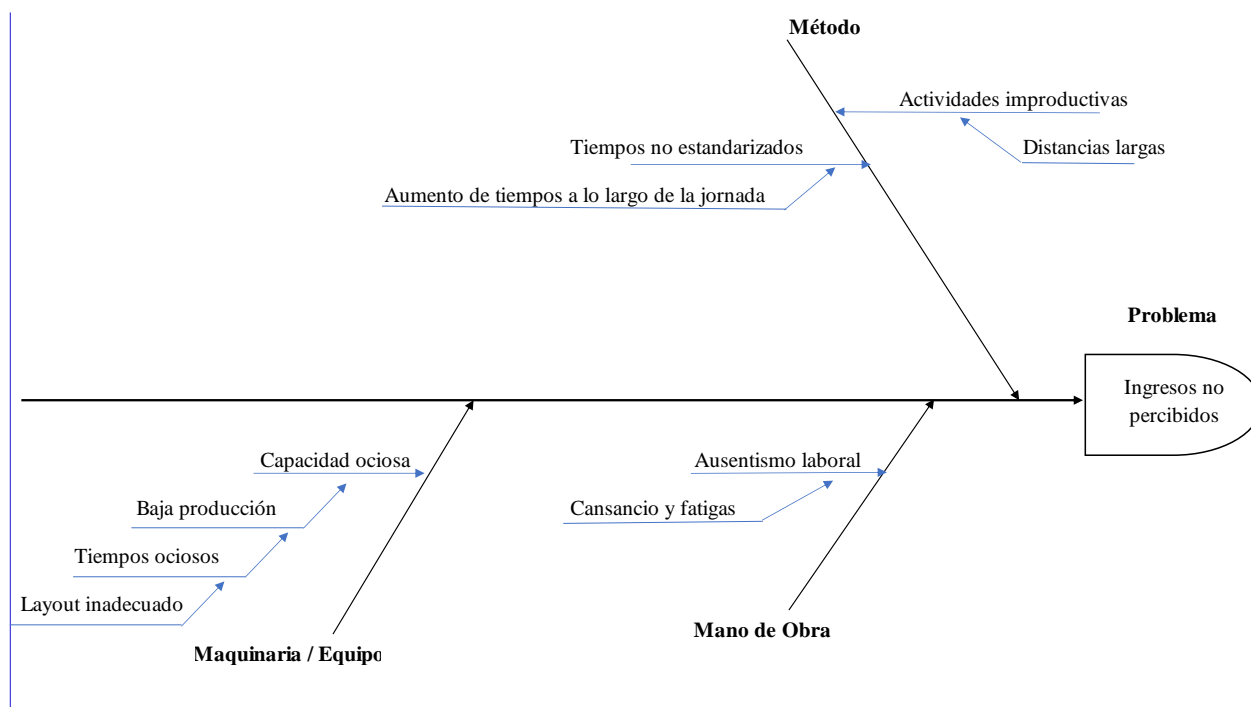 Método
Actividades improductivas
Distancias largas
Tiempos no estandarizados
Aumento de tiempos a lo largo de la jornada
Problema
Ingresos no
percibidos
Capacidad ociosa
Baja producción
Tiempos ociosos
Layout inadecuado
Maquinaria / Equipo
Ausentismo laboral
Cansancio y fatigas
Mano de Obra